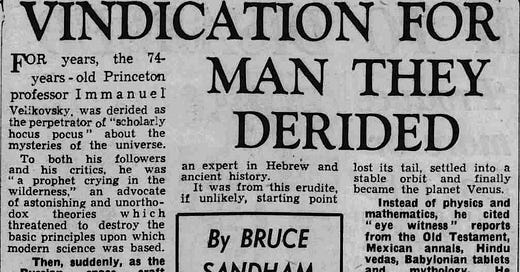 VINDICATION FOR
MAN THEY
DERIDED
FOR years, the 74-
years-old Princeton
professor Immanuel
Velikovsky, was derided as
the perpetrator of "scholarly
hocus pocus" about the
mysteries of the universe.
To both his followers
and his critics, he was
"a prophet crying in the
wilderness," an advocate
of astonishing and unortho-
dox theories which
threatened to destroy the
basic principles upon which
modern science was based.
Then, suddenly, as the
Russian space craft
an expert in Hebrew and
ancient history.
It was from this erudite,
if unlikely, starting point
By BRUCE
SANDHAM
lost its tail, settled into a
stable orbit and finally
became the planet Venus.
Instead of physics and
mathematics, he cited
"eye witness" reports
from the Old Testament,
Mexican annals, Hindu
vedas, Babylonian tablets
and mythology. He